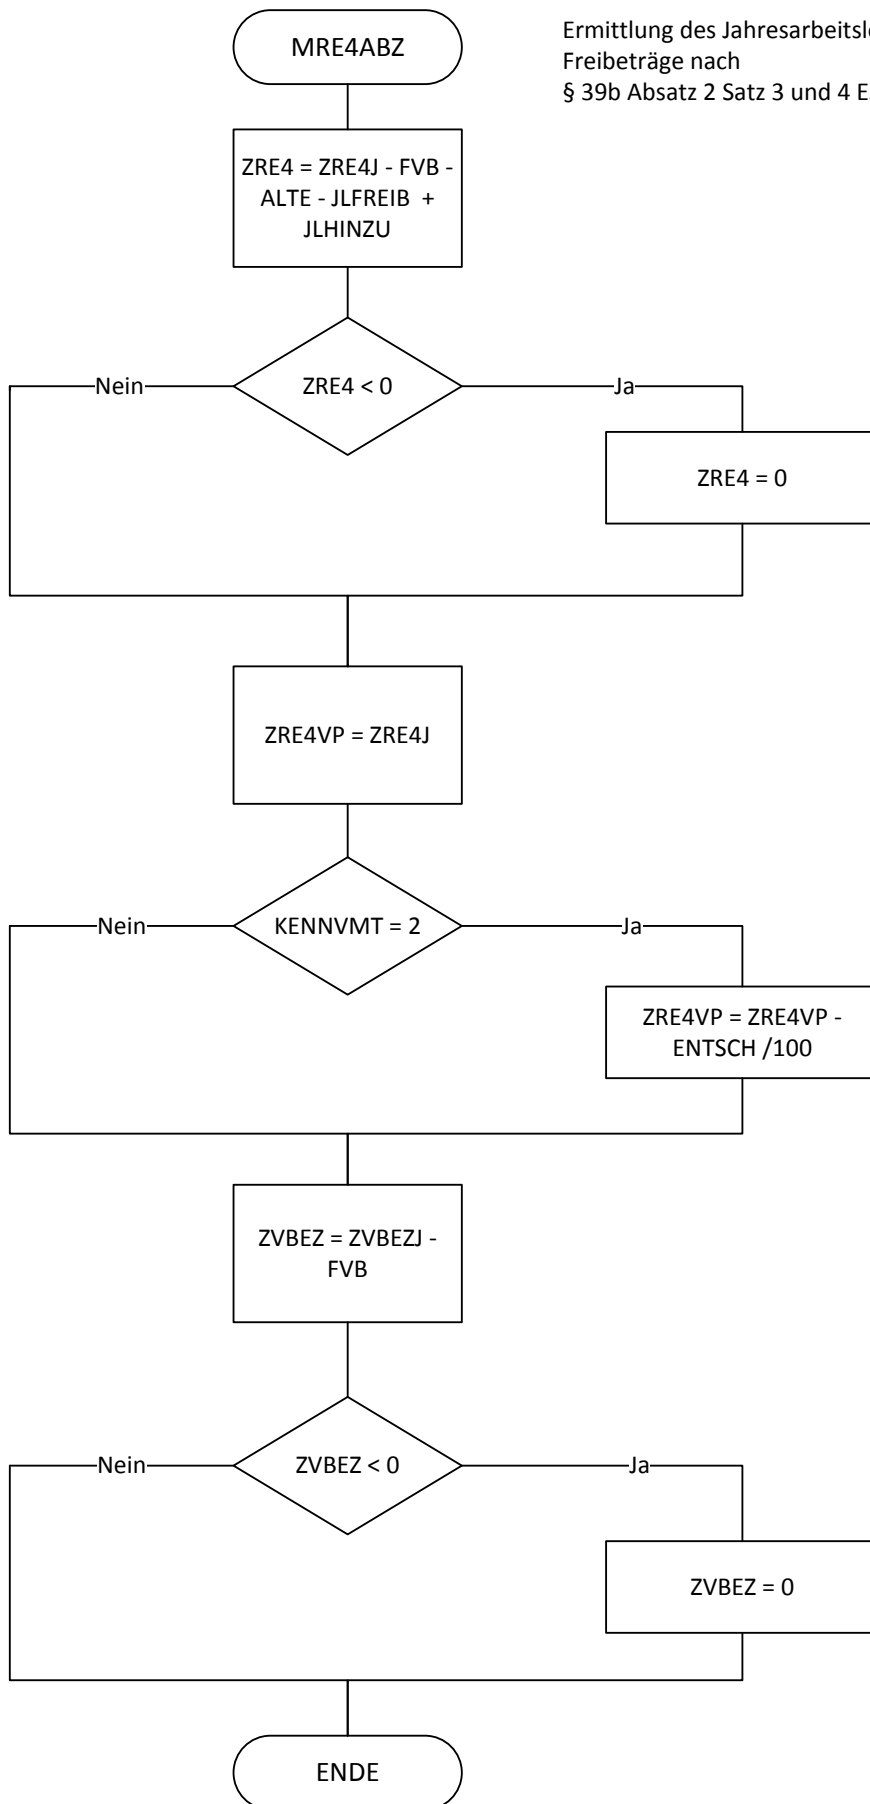 MRE4ABZ
Ermittlung des
Freibeträge nach
§ 39b Absatz 2 Satz 3 und 4
ZRE4 = ZRE4J - FVB -
ALTE - JLFREIB +
JLHINZU
Nein
ZRE4 < 0
Ja
ZRE4 = 0
ZRE4VP = ZRE4J
Nein
KENNVMT = 2
Ja
ZRE4VP = ZRE4VP -
ENTSCH /100
ZVBEZ = ZVBEZJ -
FVB
Nein
ZVBEZ < 0
Ja
ZVBEZ = 0
ENDE